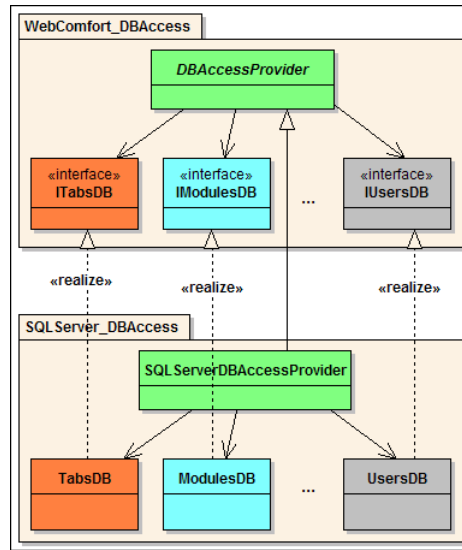 WebComfort_DBAccess
DBAccessProvider
«interface»
ITabsDB
«interface»
IModulesDB
...
«interface»
IUsersDB
«realize»
«realize»
«realize»
SQLServer_DBAccess
SQLServerDBAccessProvider
TabsDB
ModulesDB
...
UsersDB